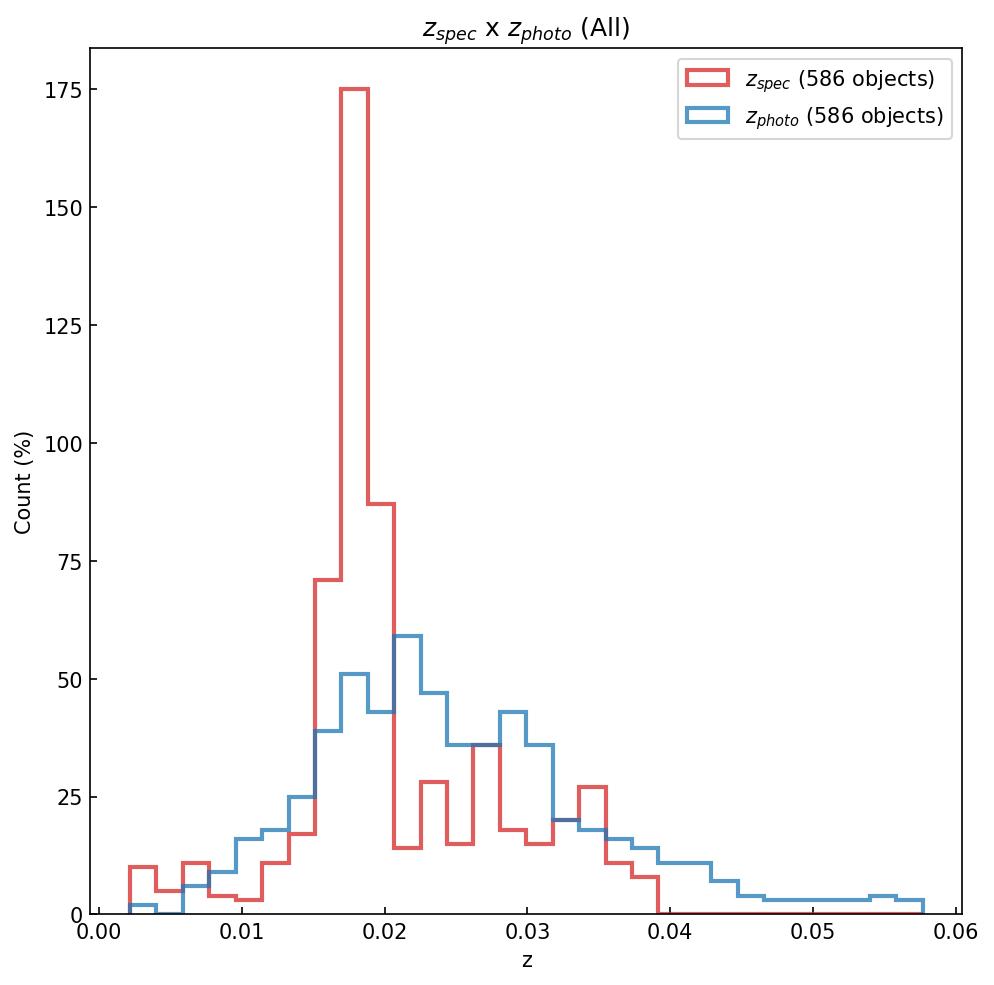 z_spec x z_photo (All)
z_spec (586 objects)
z_photo (586 objects)
Count (%)
175
150
125
100
75
50
25
0
0.00 0.01 0.02 0.03 0.04 0.05 0.06
z